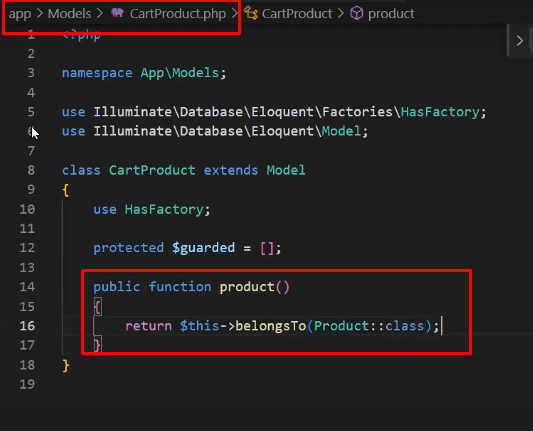 app > Models > CartProduct.php > CartProduct > product
1 <?php
2
3 namespace App\Models;
4
5 use Illuminate\Database\Eloquent\Factories\HasFactory;
6 use Illuminate\Database\Eloquent\Model;
7
8 class CartProduct extends Model
9 {
10     use HasFactory;
11
12     protected $guarded = [];
13
14     public function product()
15     {
16         return $this->belongsTo(Product::class);
17     }
18 }
19